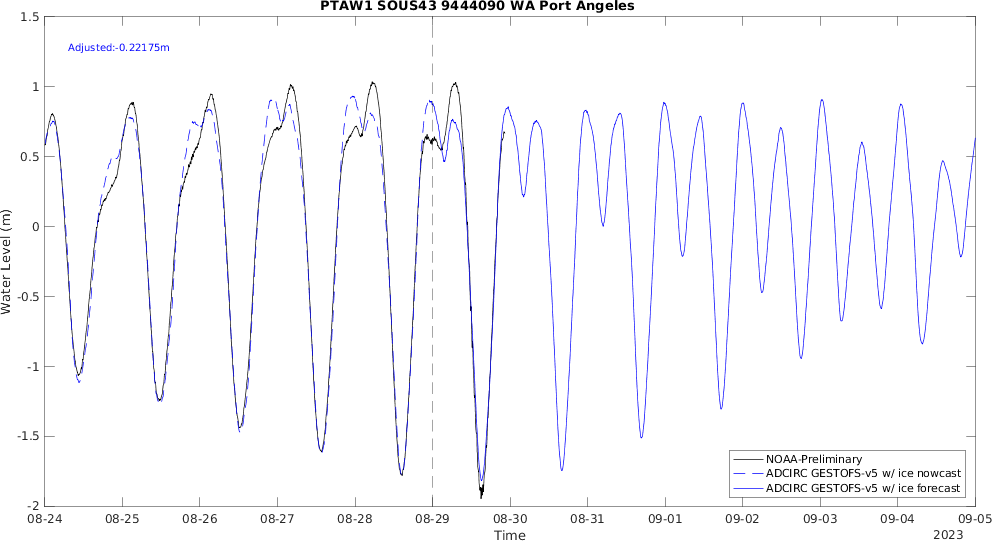 PTAW1 SOUS43 9444090 WA Port Angeles
Adjusted:-0.22175m
1.5
1
0.5
0
-0.5
-1
-1.5
-2
Water Level (m)
NOAA-Preliminary
ADCIRC GESTOFS-v5 w/ ice nowcast
ADCIRC GESTOFS-v5 w/ ice forecast
08-24 08-25 08-26 08-27 08-28 08-29 08-30 08-31 09-01 09-02 09-03 09-04 09-05
Time
2023